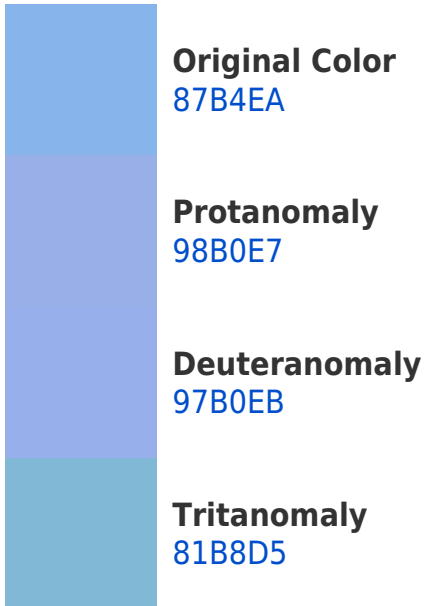 Original Color
87B4EA
Protanomaly
98B0E7
Deuteranomaly
97B0EB
Tritanomaly
81B8D5